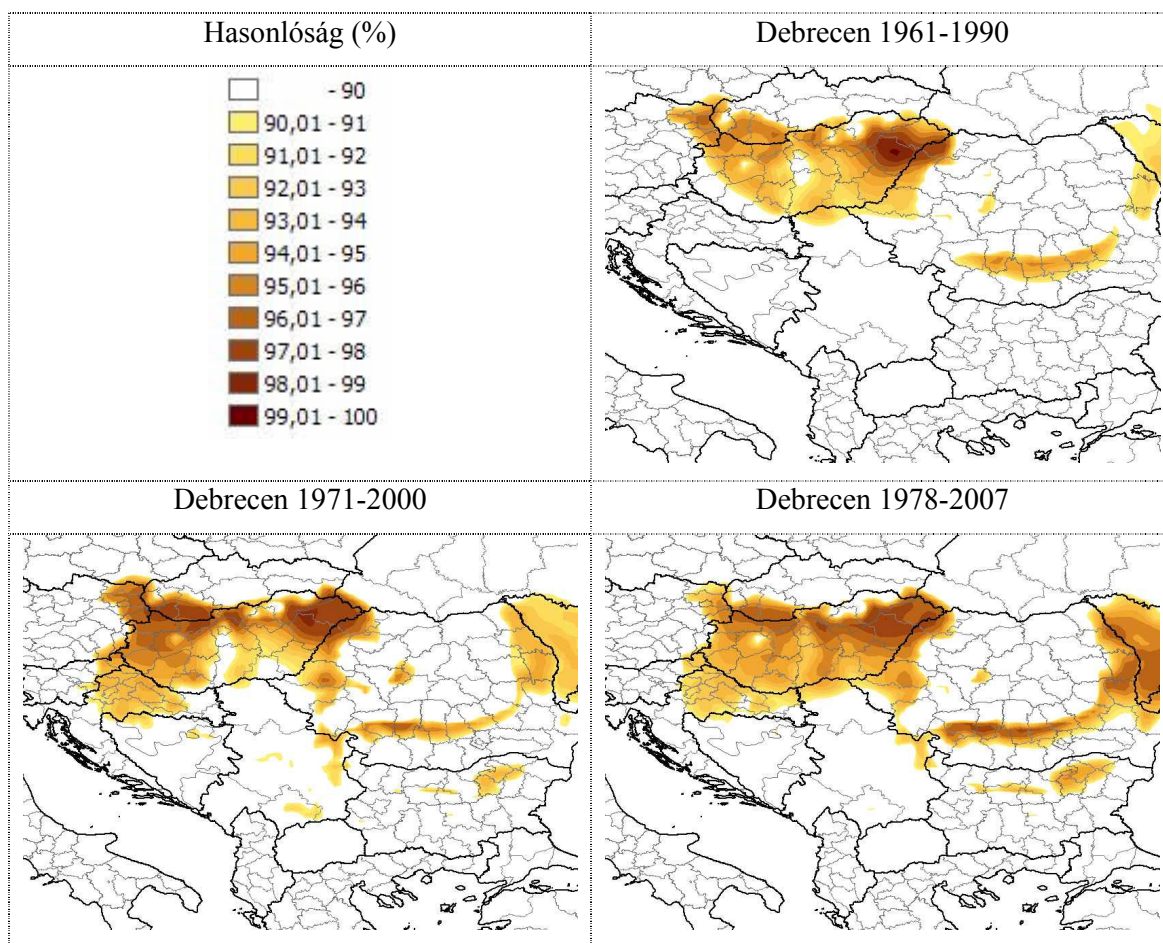 Hasonlóság (%)
Debrecen 1961-1990
- 90
90,01 - 91
91,01 - 92
92,01 - 93
93,01 - 94
94,01 - 95
95,01 - 96
96,01 - 97
97,01 - 98
98,01 - 99
99,01 - 100
Debrecen 1971-2000
Debrecen 1978-2007